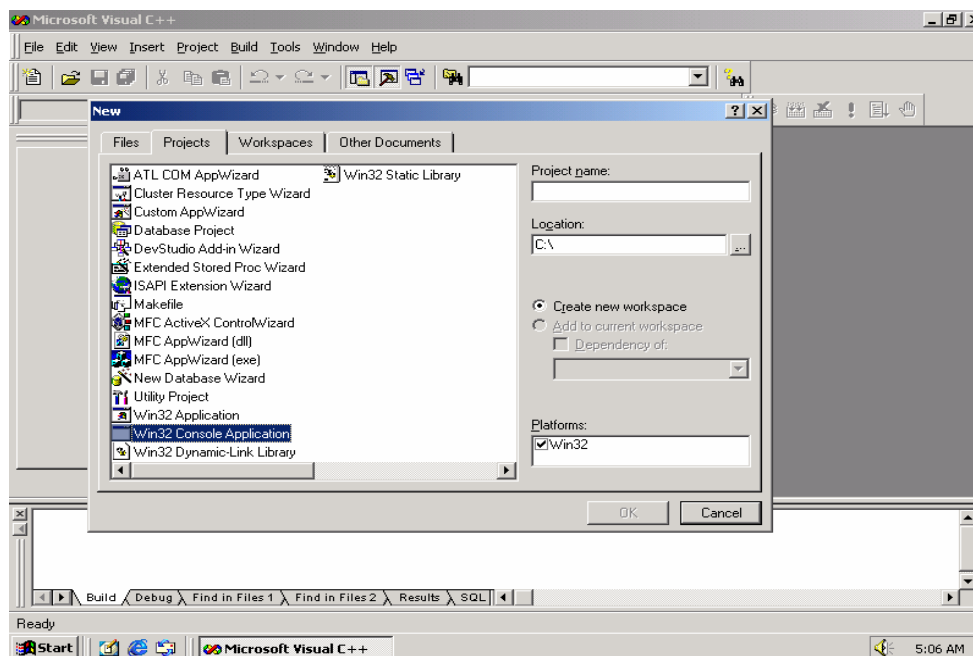 Microsoft Visual C++
File Edit View Insert Project Build Tools Window Help
New
Files Projects Workspaces Other Documents
ATL COM AppWizard
Cluster Resource Type Wizard
Custom AppWizard
Database Project
DevStudio Add-in Wizard
Extended Stored Proc Wizard
ISAPI Extension Wizard
Makefile
MFC ActiveX ControlWizard
MFC AppWizard (dll)
MFC AppWizard (exe)
New Database Wizard
Utility Project
Win32 Application
Win32 Console Application
Win32 Dynamic-Link Library
Win32 Static Library
Project name:
Location:
C:\
...
Create new workspace
Add to current workspace
Dependency of:
Platforms:
Win32
OK Cancel
Build Debug Find in Files 1 Find in Files 2 Results SQL
Ready
Start Microsoft Visual C++ 5:06 AM